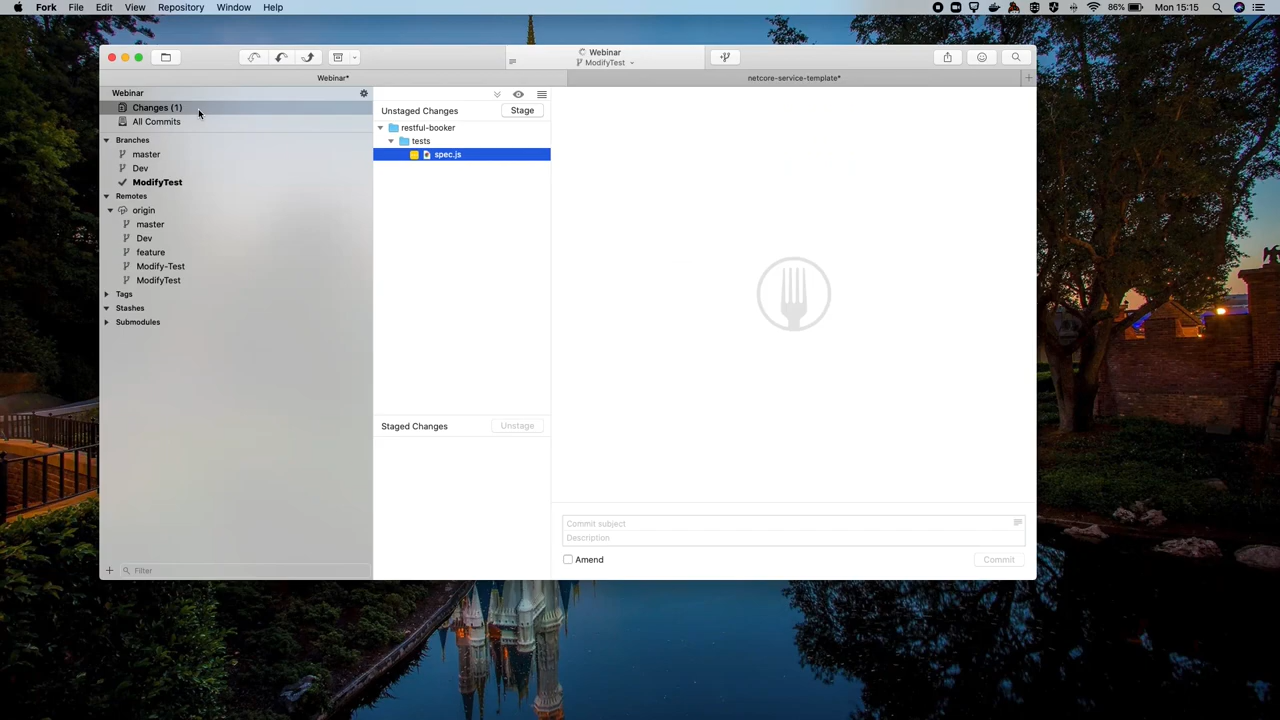 Fork File Edit View Repository Window Help
86% Mon 15:15
Webinar
ModifyTest
Webinar*
netcore-service-template*
Webinar
Changes (1)
All Commits
Branches
master
Dev
ModifyTest
Remotes
origin
master
Dev
feature
Modify-Test
ModifyTest
Tags
Stashes
Submodules
Filter
Unstaged Changes Stage
restful-booker
tests
spec.js
Staged Changes Unstage
Commit subject
Description
Amend Commit